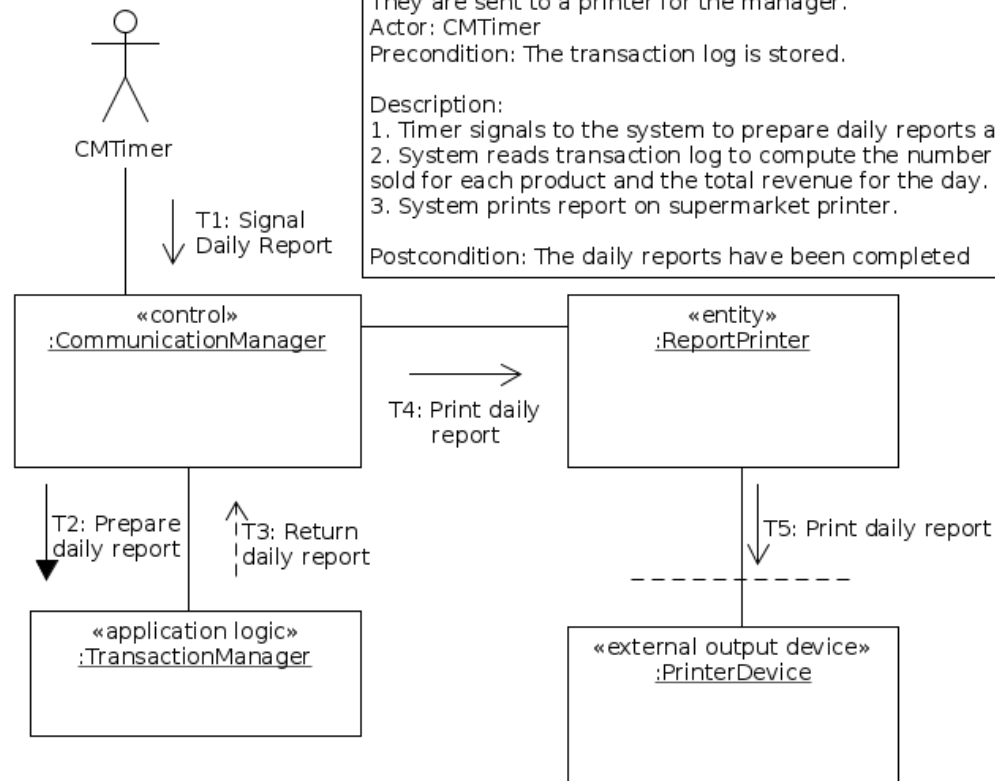 They are sent to a printer for the manager.
Actor: CMTimer
Precondition: The transaction log is stored.
Description:
1. Timer signals to the system to prepare daily reports a
2. System reads transaction log to compute the number
sold for each product and the total revenue for the day.
3. System prints report on supermarket printer.
Postcondition: The daily reports have been completed
CMTimer
T1: Signal
Daily Report
«control»
:CommunicationManager
«entity»
:ReportPrinter
T4: Print daily
report
T2: Prepare
daily report
T3: Return
daily report
T5: Print daily report
«application logic»
:TransactionManager
«external output device»
:PrinterDevice